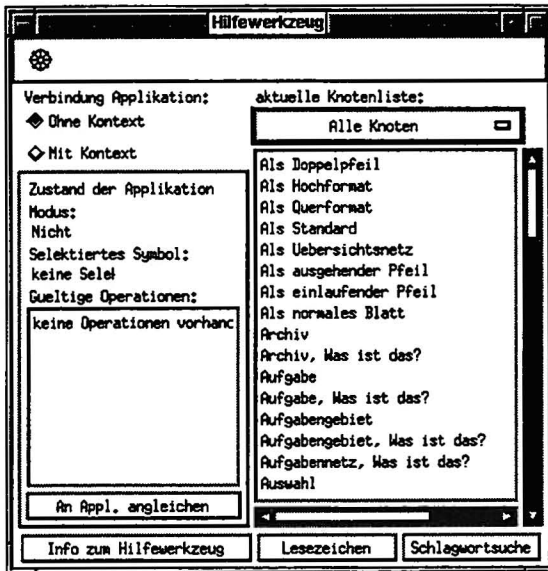 Hilfewerkzeug
Verbindung Applikation:
Ohne Kontext
Mit Kontext
Zustand der Applikation
Modus:
Nicht
Selektiertes Symbol:
keine Sele
Gueltige Operationen:
keine Operationen vorhanc
An Appl. angleichen
aktuelle Knotenliste:
Alle Knoten
Als Doppelpfeil
Als Hochformat
Als Querformat
Als Standard
Als Uebersichtsnetz
Als ausgehender Pfeil
Als einlaufender Pfeil
Als normales Blatt
Archiv
Archiv, Was ist das?
Aufgabe
Aufgabe, Was ist das?
Aufgabengebiet
Aufgabengebiet, Was ist das?
Aufgabennetz, Was ist das?
Auswahl
Info zum Hilfewerkzeug
Lesezeichen
Schlagwortsuche